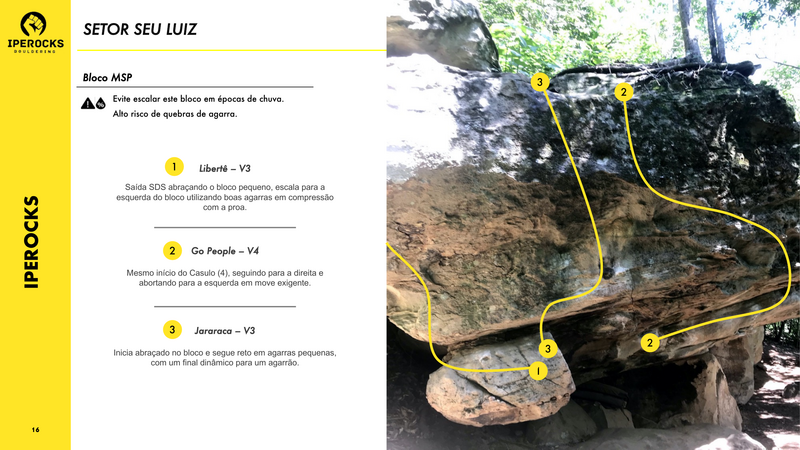 IPEROCKS
BOULDERING
SETOR SEU LUIZ
Bloco MSP
Evite escalar este bloco em épocas de chuva.
Alto risco de quebras de agarra.
1 Libertê – V3
Saída SDS abraçando o bloco pequeno, escala para a
esquerda do bloco utilizando boas agarras em compressão
com a proa.
2 Go People – V4
Mesmo início do Casulo (4), seguindo para a direita e
abortando para a esquerda em move exigente.
3 Jararaca – V3
Inicia abraçado no bloco e segue reto em agarras pequenas,
com um final dinâmico para um agarrão.
IPEROCKS
16
3
2
3
2
1